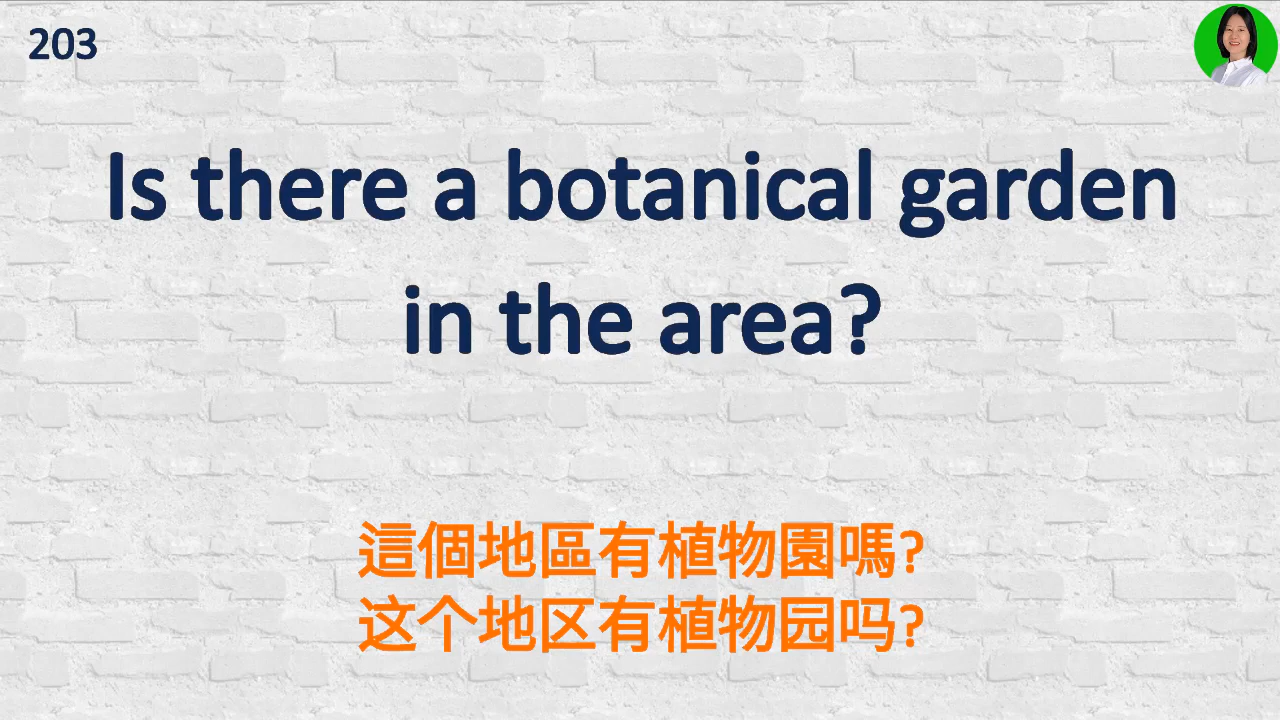 203
Is there a botanical garden
in the area?
這個地區有植物園嗎?
这个地区有植物园吗?